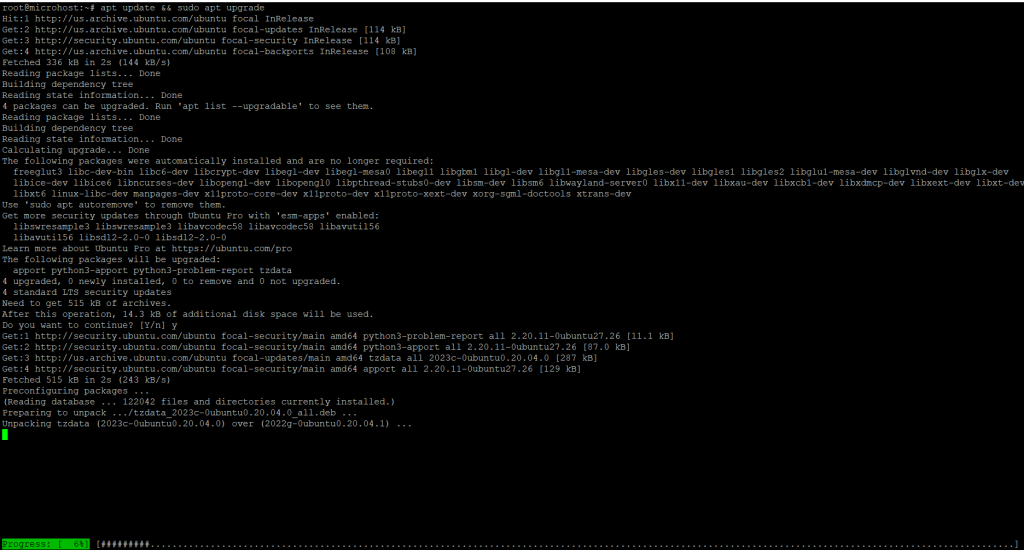 root@microhost:~# apt update && sudo apt upgrade
Hit:1 http://us.archive.ubuntu.com/ubuntu focal InRelease
Get:2 http://us.archive.ubuntu.com/ubuntu focal-updates InRelease [114 kB]
Get:3 http://security.ubuntu.com/ubuntu focal-security InRelease [114 kB]
Get:4 http://us.archive.ubuntu.com/ubuntu focal-backports InRelease [108 kB]
Fetched 336 kB in 2s (144 kB/s)
Reading package lists... Done
Building dependency tree
Reading state information... Done
4 packages can be upgraded. Run 'apt list --upgradable' to see them.
Reading package lists... Done
Building dependency tree
Reading state information... Done
Calculating upgrade... Done
The following packages were automatically installed and are no longer required:
  freeglut3 libc-dev-bin libc6-dev libcrypt-dev libegl-dev libegl-mesa0 libegl1 libgbm1 libgl-dev libgl1-mesa-dev libgles-dev libgles1 libgles2 libglu1-mesa-dev libglvnd-dev libglx-dev
  libice-dev libice6 libncurses-dev libopengl-dev libopengl0 libpthread-stubs0-dev libsm-dev libsm6 libwayland-server0 libx11-dev libxau-dev libxcb1-dev libxdmcp-dev libxext-dev libxt-dev
  libxt6 linux-libc-dev manpages-dev x11proto-core-dev x11proto-dev x11proto-xext-dev xorg-sgml-doctools xtrans-dev
Use 'sudo apt autoremove' to remove them.
Get more security updates through Ubuntu Pro with 'esm-apps' enabled:
  libswresample3 libswresample3 libavcodec58 libavcodec58 libavutil56
  libavutil56 libsdl2-2.0-0 libsdl2-2.0-0
Learn more about Ubuntu Pro at https://ubuntu.com/pro
The following packages will be upgraded:
  apport python3-apport python3-problem-report tzdata
4 upgraded, 0 newly installed, 0 to remove and 0 not upgraded.
4 standard LTS security updates
Need to get 515 kB of archives.
After this operation, 14.3 kB of additional disk space will be used.
Do you want to continue? [Y/n] y
Get:1 http://security.ubuntu.com/ubuntu focal-security/main amd64 python3-problem-report all 2.20.11-0ubuntu27.26 [11.1 kB]
Get:2 http://security.ubuntu.com/ubuntu focal-security/main amd64 python3-apport all 2.20.11-0ubuntu27.26 [87.0 kB]
Get:3 http://us.archive.ubuntu.com/ubuntu focal-updates/main amd64 tzdata all 2023c-0ubuntu0.20.04.0 [287 kB]
Get:4 http://security.ubuntu.com/ubuntu focal-security/main amd64 apport all 2.20.11-0ubuntu27.26 [129 kB]
Fetched 515 kB in 2s (243 kB/s)
Preconfiguring packages ...
(Reading database ... 122042 files and directories currently installed.)
Preparing to unpack .../tzdata_2023c-0ubuntu0.20.04.0_all.deb ...
Unpacking tzdata (2023c-0ubuntu0.20.04.0) over (2022g-0ubuntu0.20.04.1) ...
Progress: [  6%] [#########.............................................................................................................................................................]